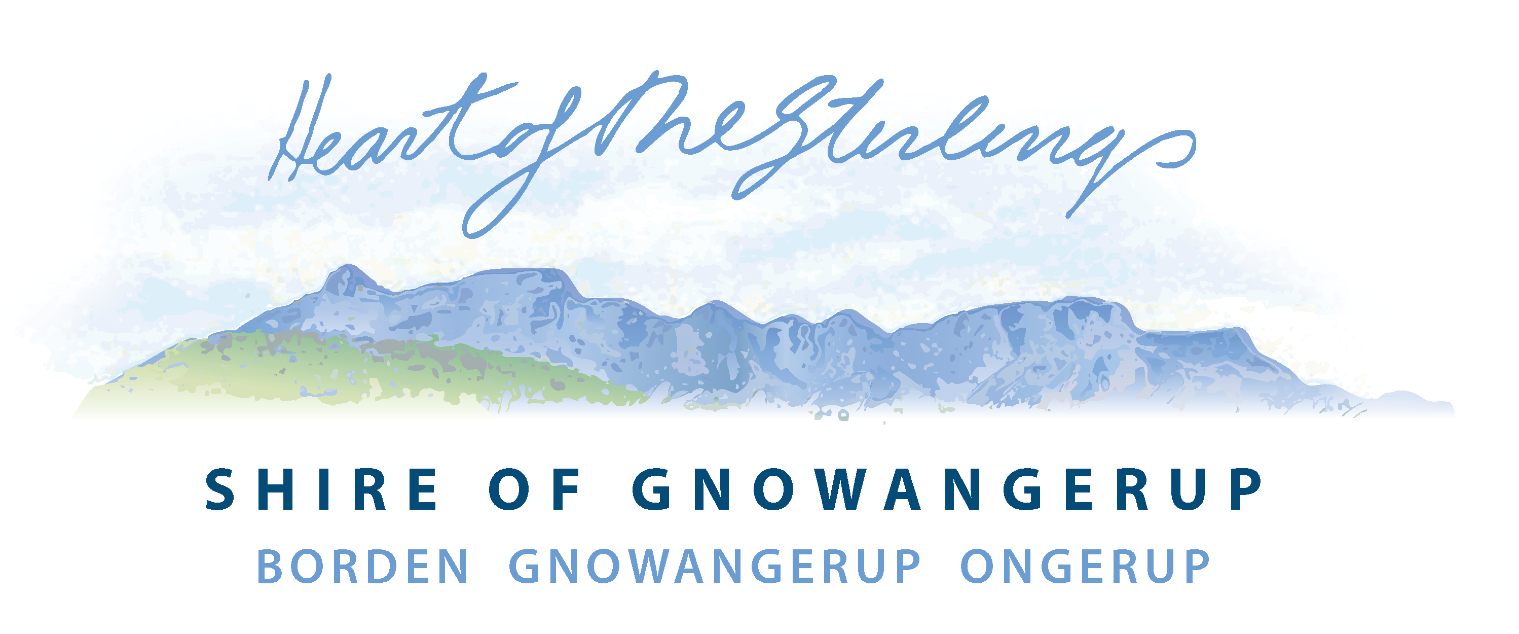 Heart of The Stirlings
SHIRE OF GNOWANGERUP
BORDEN GNOWANGERUP ONGERUP